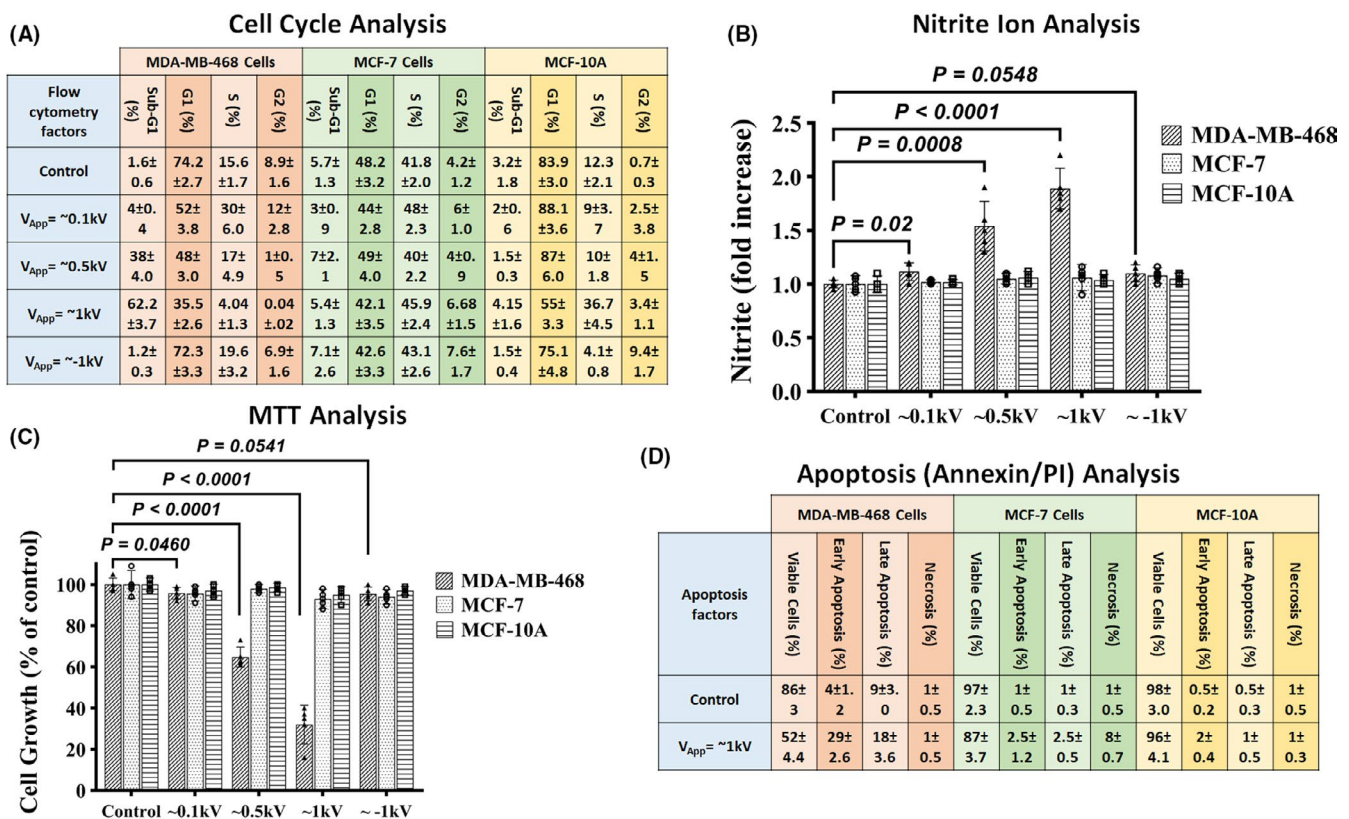 (A)
Cell Cycle Analysis
MDA-MB-468 Cells MCF-7 Cells MCF-10A
Flow cytometry factors Sub-G1 (%) G1 (%) S (%) G2 (%) Sub-G1 (%) G1 (%) S (%) G2 (%) Sub-G1 (%) G1 (%) S (%) G2 (%)
Control 1.6±0.6 74.2±2.7 15.6±1.7 8.9±1.6 5.7±1.3 48.2±3.2 41.8±2.0 4.2±1.2 3.2±1.8 83.9±3.0 12.3±2.1 0.7±0.3
VApp= ~0.1kV 4±0.4 52±3.8 30±6.0 12±2.8 3±0.9 44±2.8 48±2.3 6±1.0 2±0.6 88.1±3.6 9±3.7 2.5±3.8
VApp= ~0.5kV 38±4.0 48±3.0 17±4.9 1±0.5 7±2.1 49±4.0 40±2.2 4±0.9 1.5±0.3 87±6.0 10±1.8 4±1.5
VApp= ~1kV 62.2±3.7 35.5±2.6 4.04±1.3 0.04±.02 5.4±1.3 42.1±3.5 45.9±2.4 6.68±1.5 4.15±1.6 55±3.3 36.7±4.5 3.4±1.1
VApp= ~-1kV 1.2±0.3 72.3±3.3 19.6±3.2 6.9±1.6 7.1±2.6 42.6±3.3 43.1±2.6 7.6±1.7 1.5±0.4 75.1±4.8 4.1±0.8 9.4±1.7
(B)
Nitrite Ion Analysis
P = 0.0548
P < 0.0001
P = 0.0008
P = 0.02
MDA-MB-468
MCF-7
MCF-10A
Nitrite (fold increase)
2.5
2.0
1.5
1.0
0.5
0.0
Control ~0.1kV ~0.5kV ~1kV ~ -1kV
(C)
MTT Analysis
P = 0.0541
P < 0.0001
P < 0.0001
P = 0.0460
MDA-MB-468
MCF-7
MCF-10A
Cell Growth (% of control)
100
80
60
40
20
0
Control ~0.1kV ~0.5kV ~1kV ~ -1kV
(D)
Apoptosis (Annexin/PI) Analysis
MDA-MB-468 Cells MCF-7 Cells MCF-10A
Apoptosis factors Viable Cells (%) Early Apoptosis (%) Late Apoptosis (%) Necrosis (%) Viable Cells (%) Early Apoptosis (%) Late Apoptosis (%) Necrosis (%) Viable Cells (%) Early Apoptosis (%) Late Apoptosis (%) Necrosis (%)
Control 86±3 4±1.2 9±3.0 1±0.5 97±2.3 1±0.5 1±0.3 1±0.5 98±3.0 0.5±0.2 0.5±0.3 1±0.5
VApp= ~1kV 52±4.4 29±2.6 18±3.6 1±0.5 87±3.7 2.5±1.2 2.5±0.5 8±0.7 96±4.1 2±0.4 1±0.5 1±0.3